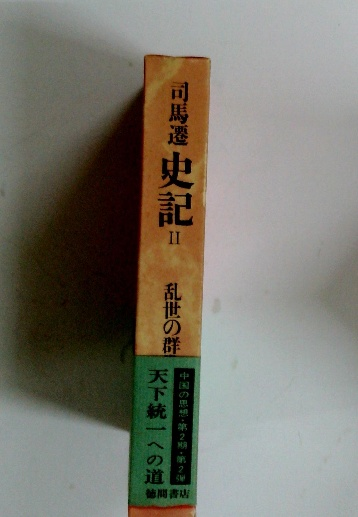 司馬遷
史記
II
乱世の群
中国の思想・第2期・第2弾
天下統一への道
徳間書店